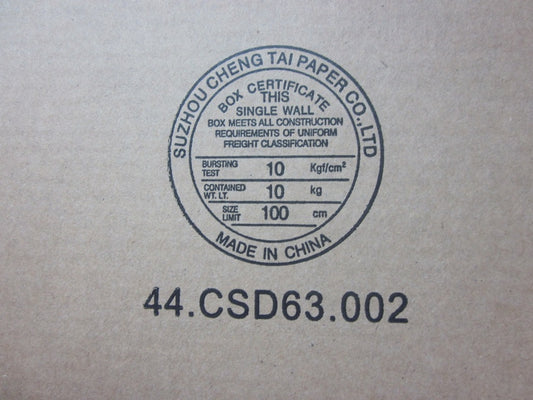 SUZHOU CHENG TAI PAPER CO.,LTD
BOX CERTIFICATE
THIS
SINGLE WALL
BOX MEETS ALL CONSTRUCTION
REQUIREMENTS OF UNIFORM
FREIGHT CLASSIFICATION
BURSTING TEST 10 Kgf/cm²
CONTAINED WT. LT. 10 kg
SIZE LIMIT 100 cm
MADE IN CHINA
44.CSD63.002